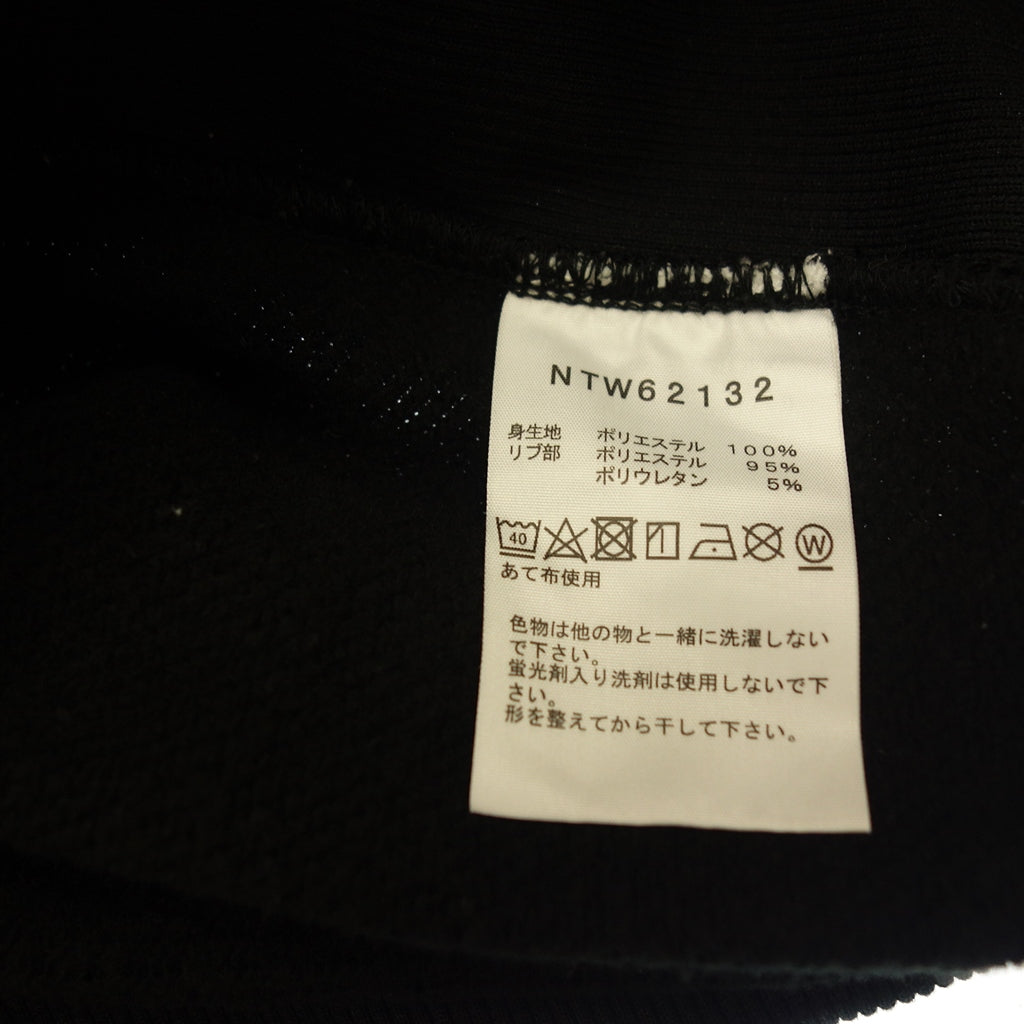 NTW62132
身生地 ポリエステル 100%
リブ部 ポリエステル 95%
ポリウレタン 5%
40 W
あて布使用
色物は他の物と一緒に洗濯しない
で下さい。
蛍光剤入り洗剤は使用しないで下
さい。
形を整えてから干して下さい。